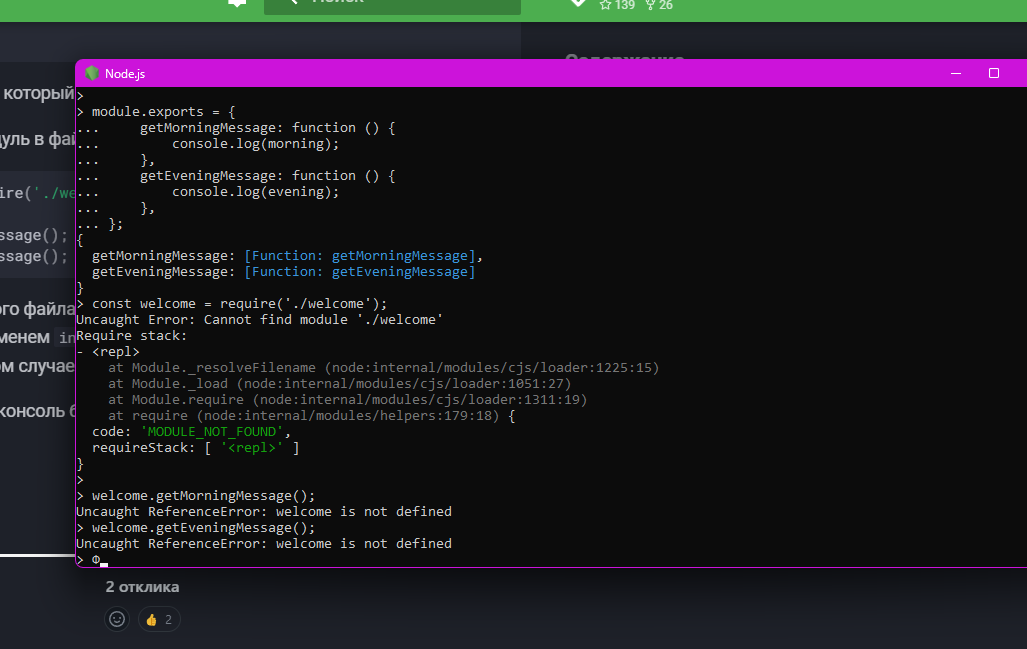 139 26
Node.js
который
уль в фай
ire('./we
ssage();
ssage();
ого файла
менем in
ом случае
консоль б
>
> module.exports = {
...     getMorningMessage: function () {
...         console.log(morning);
...     },
...     getEveningMessage: function () {
...         console.log(evening);
...     },
... };
{
  getMorningMessage: [Function: getMorningMessage],
  getEveningMessage: [Function: getEveningMessage]
}
> const welcome = require('./welcome');
Uncaught Error: Cannot find module './welcome'
Require stack:
- <repl>
    at Module._resolveFilename (node:internal/modules/cjs/loader:1225:15)
    at Module._load (node:internal/modules/cjs/loader:1051:27)
    at Module.require (node:internal/modules/cjs/loader:1311:19)
    at require (node:internal/modules/helpers:179:18) {
  code: 'MODULE_NOT_FOUND',
  requireStack: [ '<repl>' ]
}
>
> welcome.getMorningMessage();
Uncaught ReferenceError: welcome is not defined
> welcome.getEveningMessage();
Uncaught ReferenceError: welcome is not defined
> Ф
2 отклика
👍 2